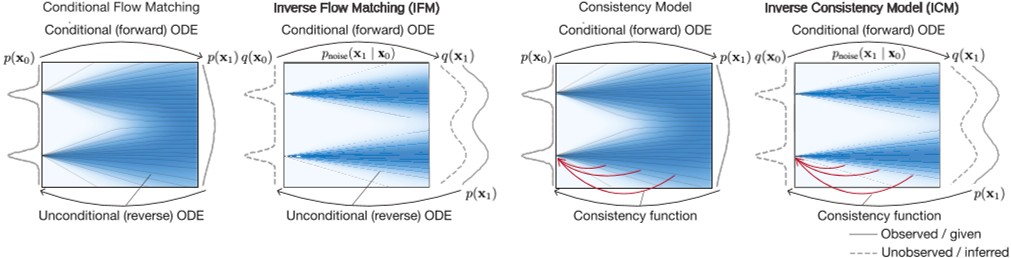 Conditional Flow Matching
Conditional (forward) ODE
p(x₀)
p(x₁)
Unconditional (reverse) ODE
Inverse Flow Matching (IFM)
Conditional (forward) ODE
q(x₀)
p_noise(x₁ | x₀)
q(x₁)
p(x₁)
Unconditional (reverse) ODE
Consistency Model
Conditional (forward) ODE
p(x₀)
p(x₁)
Consistency function
Inverse Consistency Model (ICM)
Conditional (forward) ODE
q(x₀)
p_noise(x₁ | x₀)
q(x₁)
p(x₁)
Consistency function
Observed / given
Unobserved / inferred